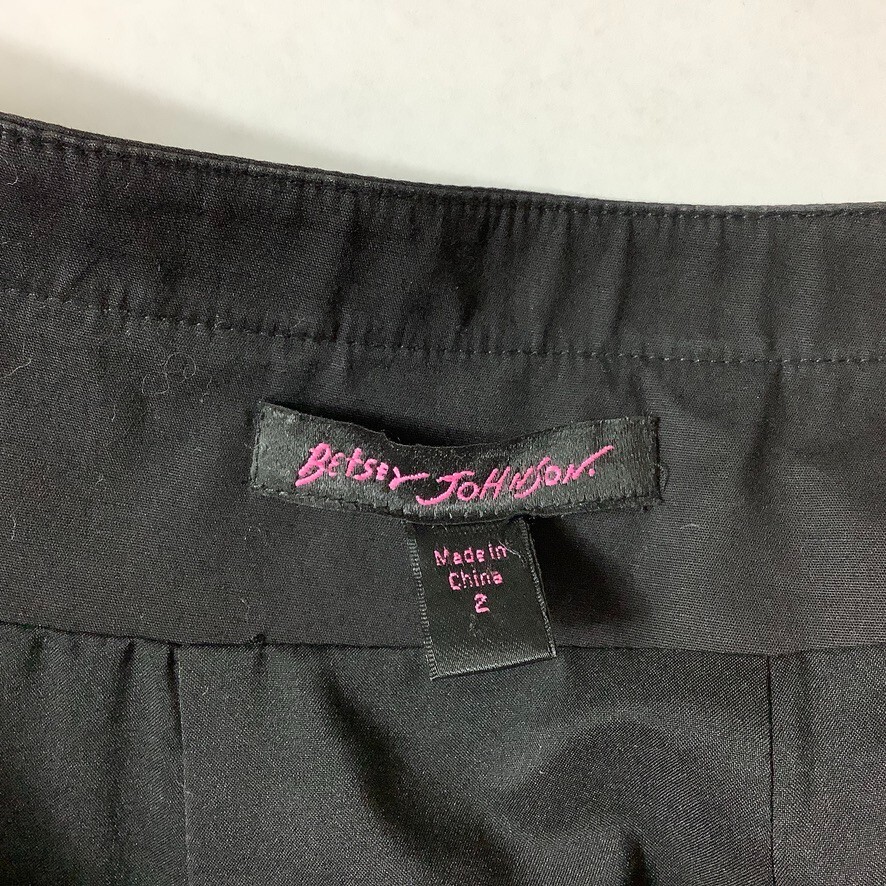 Betsey Johnson.
Made in
China
2